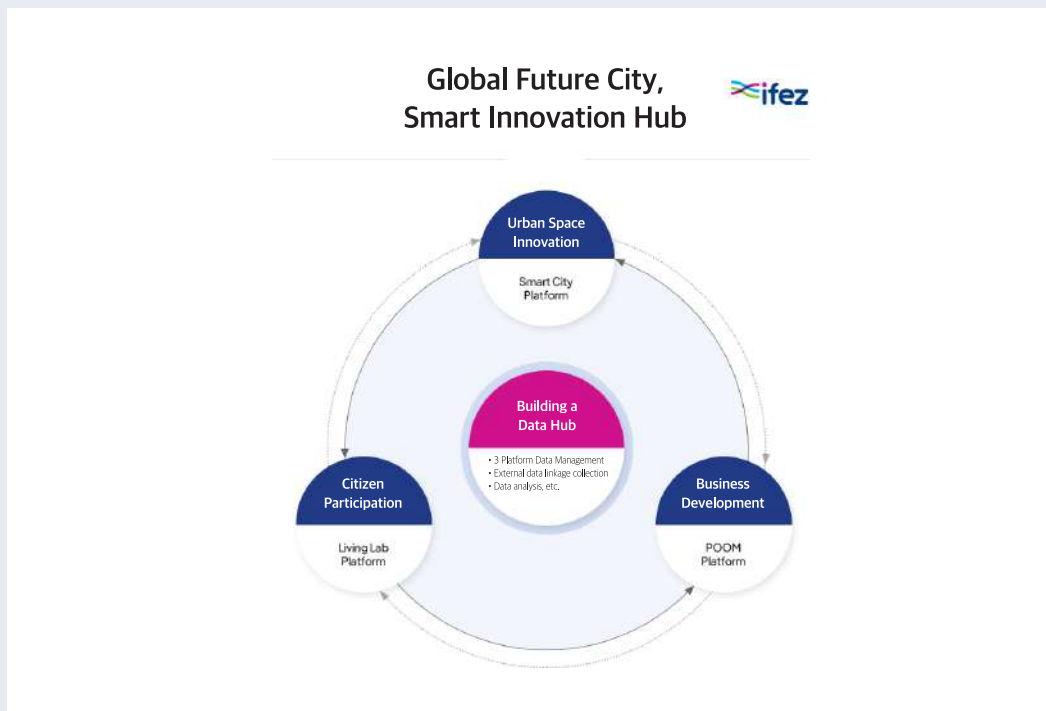 Global Future City,
Smart Innovation Hub
ifez
Urban Space
Innovation
Smart City
Platform
Building a
Data Hub
• 3 Platform Data Management
• External data linkage collection
• Data analysis, etc.
Citizen
Participation
Living Lab
Platform
Business
Development
POOM
Platform